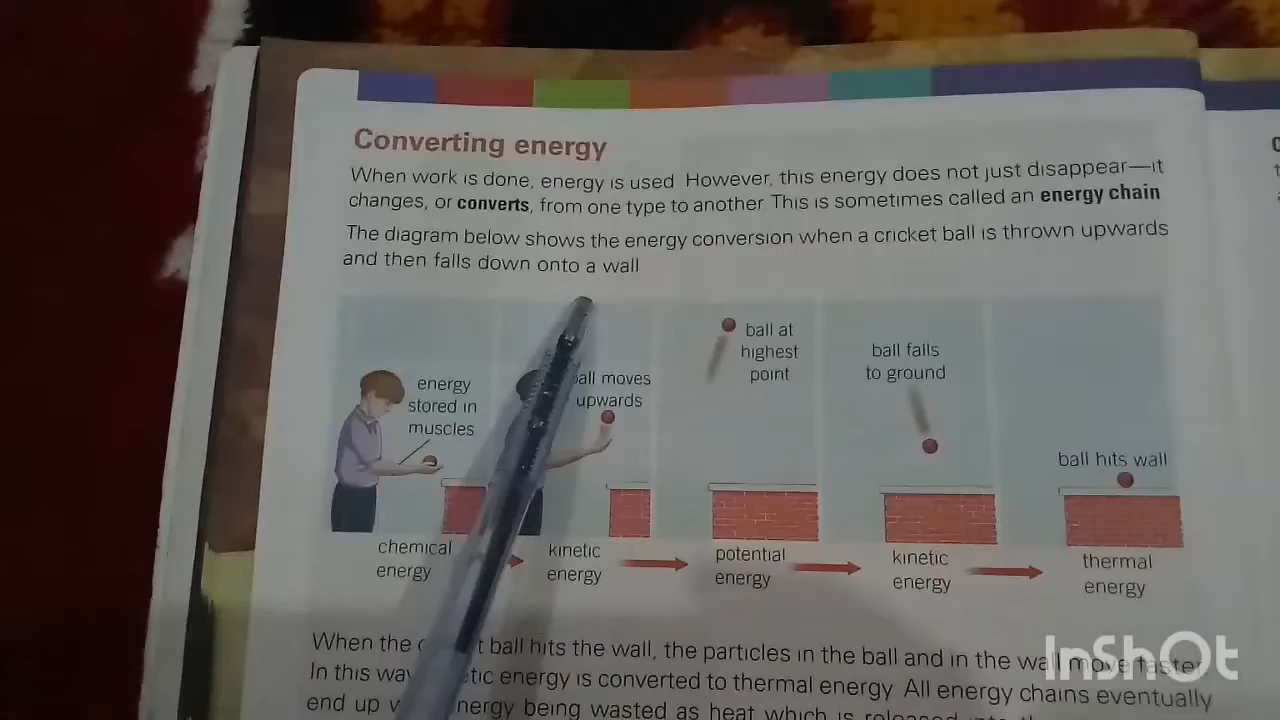 Converting energy
When work is done, energy is used However, this energy does not just disappear—it
changes, or converts, from one type to another This is sometimes called an energy chain
The diagram below shows the energy conversion when a cricket ball is thrown upwards
and then falls down onto a wall
energy
stored in
muscles
ball moves
upwards
ball at
highest
point
ball falls
to ground
ball hits wall
chemical
energy
kinetic
energy
potential
energy
kinetic
energy
thermal
energy
When the ball hits the wall, the particles in the ball and in the wall move faster
In this way energy is converted to thermal energy All energy chains eventually
end up being wasted as heat which is
InShOt